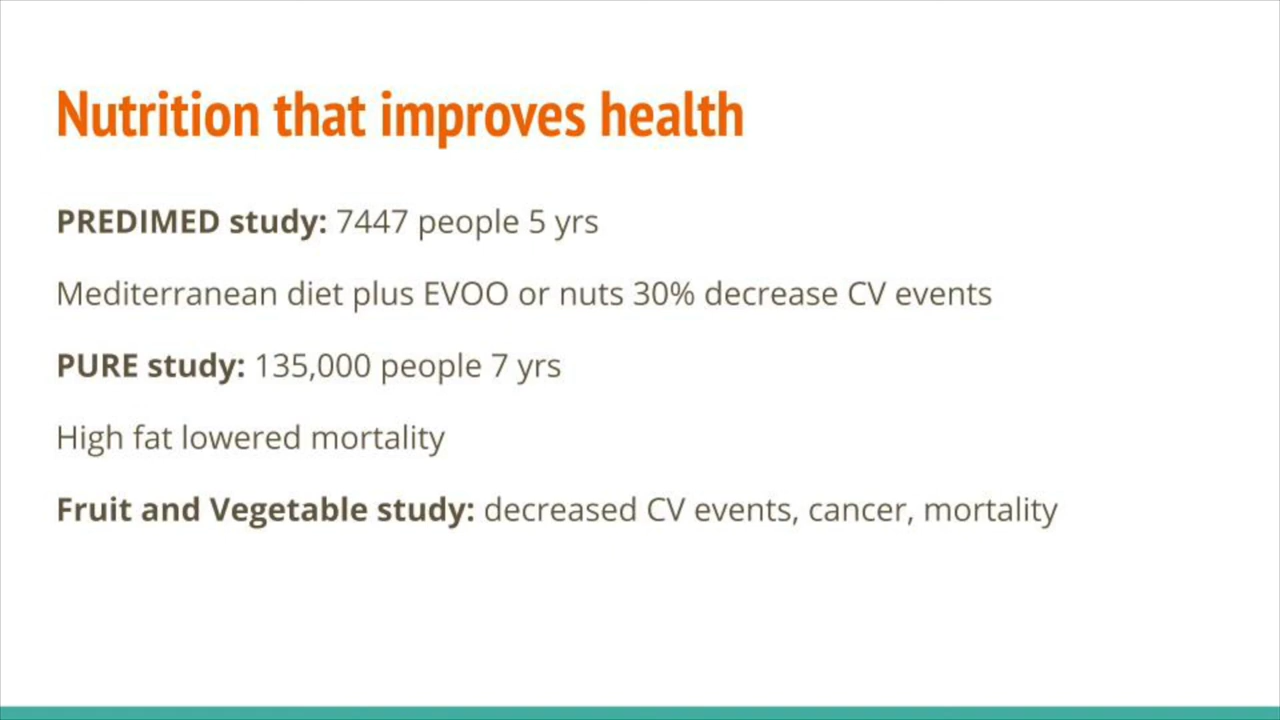 Nutrition that improves health
PREDIMED study: 7447 people 5 yrs
Mediterranean diet plus EVOO or nuts 30% decrease CV events
PURE study: 135,000 people 7 yrs
High fat lowered mortality
Fruit and Vegetable study: decreased CV events, cancer, mortality